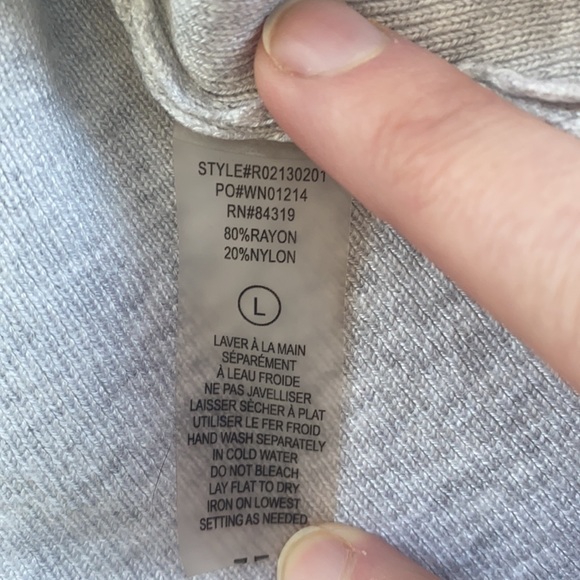 STYLE#R02130201
PO#WN01214
RN#84319
80%RAYON
20%NYLON
L
LAVER À LA MAIN
SÉPARÉMENT
À LEAU FROIDE
NE PAS JAVELLISER
LAISSER SÈCHER À PLAT
UTILISER LE FER FROID
HAND WASH SEPARATELY
IN COLD WATER
DO NOT BLEACH
LAY FLAT TO DRY
IRON ON LOWEST
SETTING AS NEEDED